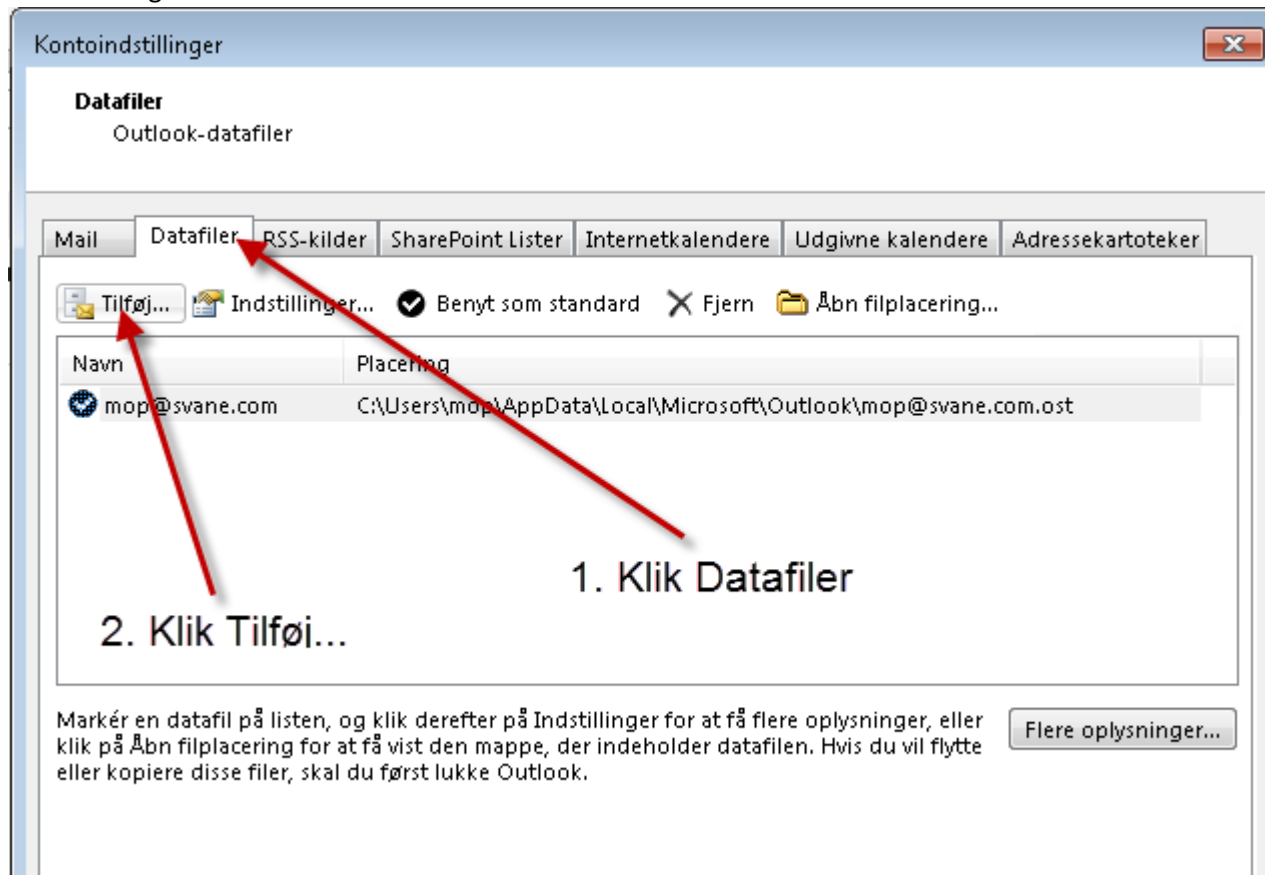 Kontoindstillinger
Datafiler
Outlook-datafiler
Mail Datafiler RSS-kilder SharePoint Lister Internetkalendere Udgivne kalendere Adressekartoteker
Tilføj... Indstillinger... Benyt som standard Fjern Åbn filplacering...
Navn Placering
mop@svane.com C:\Users\mop\AppData\Local\Microsoft\Outlook\mop@svane.com.ost
1. Klik Datafiler
2. Klik Tilføj...
Markér en datafil på listen, og klik derefter på Indstillinger for at få flere oplysninger, eller
klik på Åbn filplacering for at få vist den mappe, der indeholder datafilen. Hvis du vil flytte
eller kopiere disse filer, skal du først lukke Outlook.
Flere oplysninger...